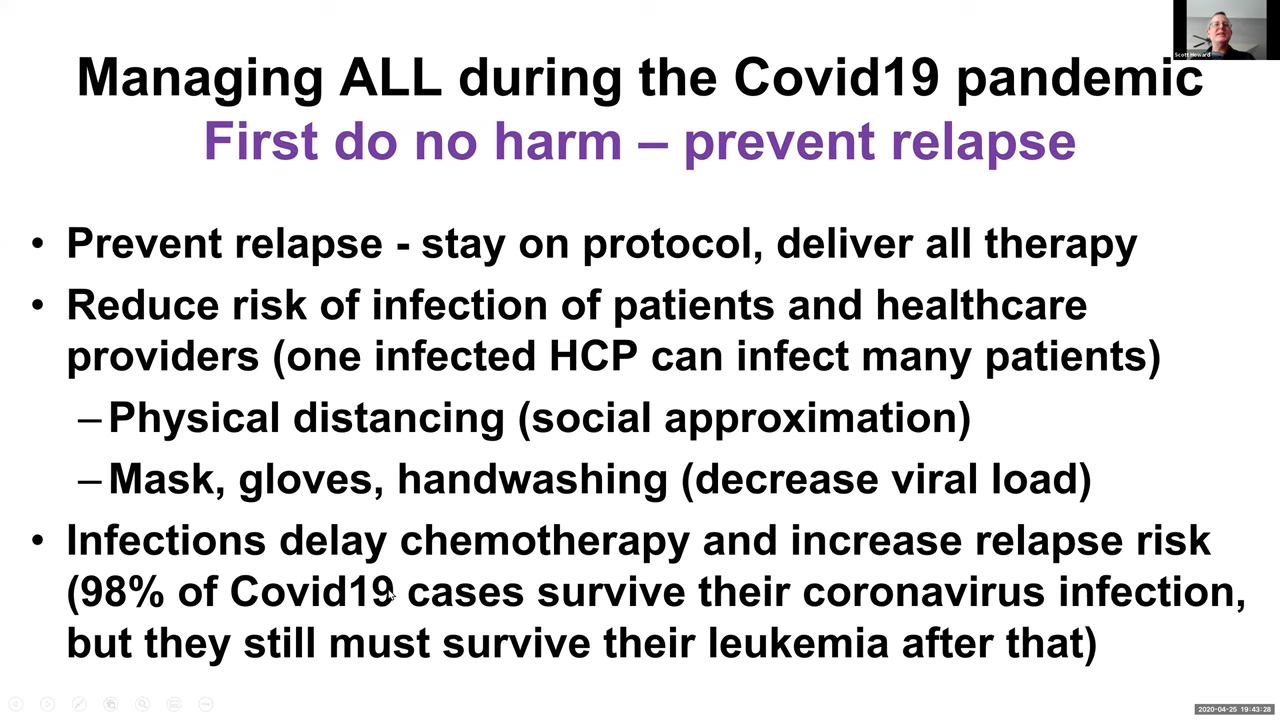 Scott Howard
Managing ALL during the Covid19 pandemic
First do no harm – prevent relapse
• Prevent relapse - stay on protocol, deliver all therapy
• Reduce risk of infection of patients and healthcare
providers (one infected HCP can infect many patients)
–Physical distancing (social approximation)
–Mask, gloves, handwashing (decrease viral load)
• Infections delay chemotherapy and increase relapse risk
(98% of Covid19 cases survive their coronavirus infection,
but they still must survive their leukemia after that)
2020-04-25 19:43:28